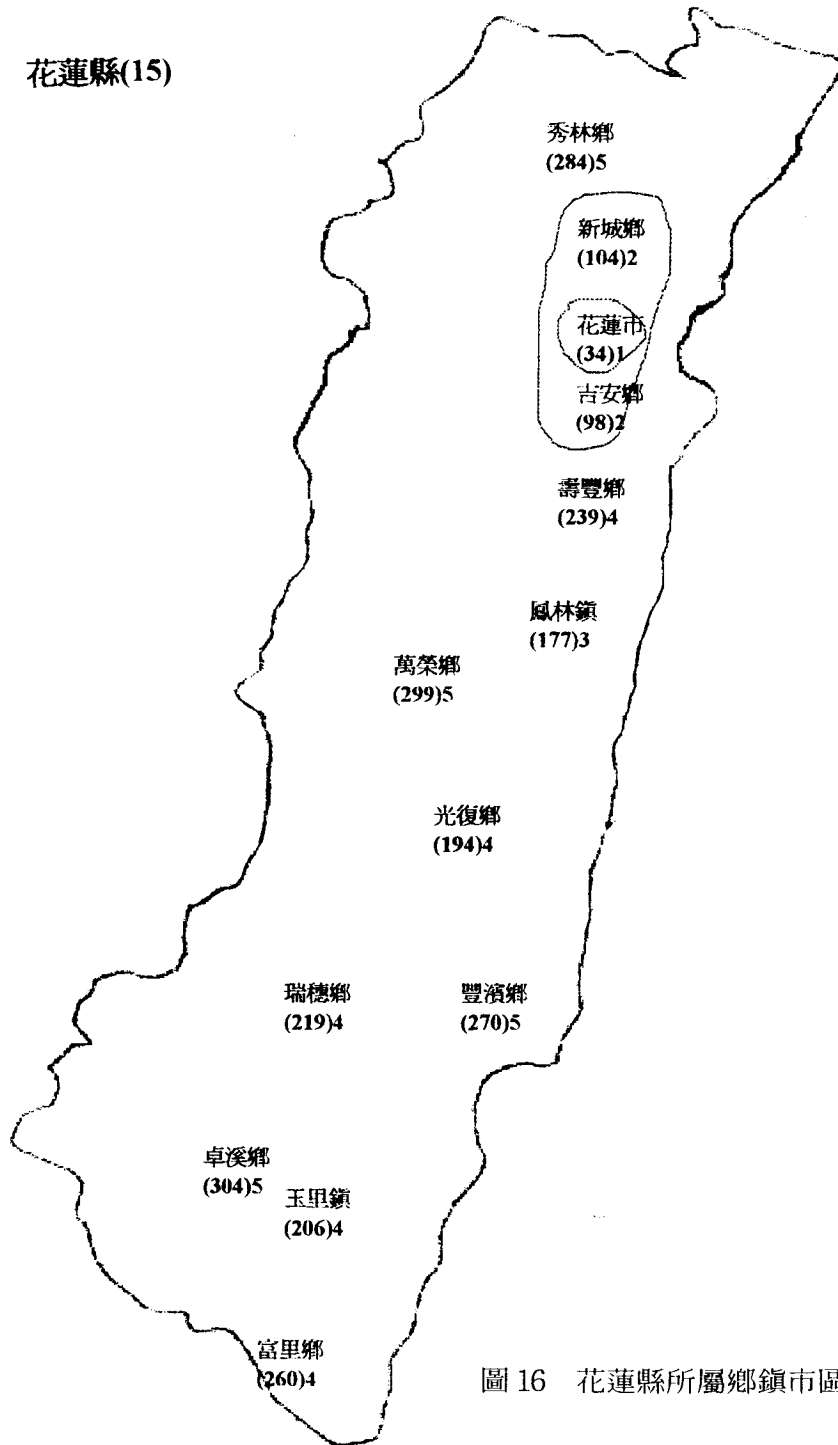 花蓮縣(15)
秀林鄉
(284)5
新城鄉
(104)2
花蓮市
(34)1
吉安鄉
(98)2
壽豐鄉
(239)4
鳳林鎮
(177)3
萬榮鄉
(299)5
光復鄉
(194)4
瑞穗鄉
(219)4
豐濱鄉
(270)5
卓溪鄉
(304)5
玉里鎮
(206)4
富里鄉
(260)4
圖 16 花蓮縣所屬鄉鎮市區